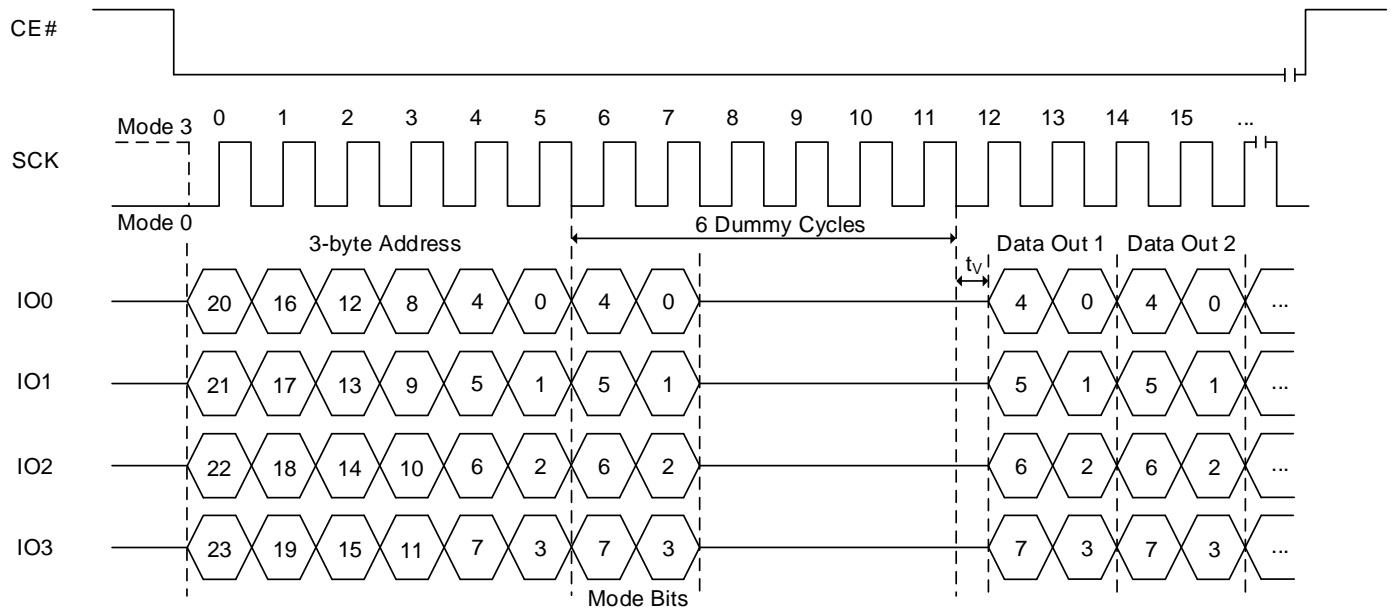 CE#
Mode 3 0 1 2 3 4 5 6 7 8 9 10 11 12 13 14 15 ...
SCK
Mode 0 6 Dummy Cycles
3-byte Address Data Out 1 Data Out 2
tV
IO0 20 16 12 8 4 0 4 0 4 0 4 0 ...
IO1 21 17 13 9 5 1 5 1 5 1 5 1 ...
IO2 22 18 14 10 6 2 6 2 6 2 6 2 ...
IO3 23 19 15 11 7 3 7 3 7 3 7 3 ...
Mode Bits